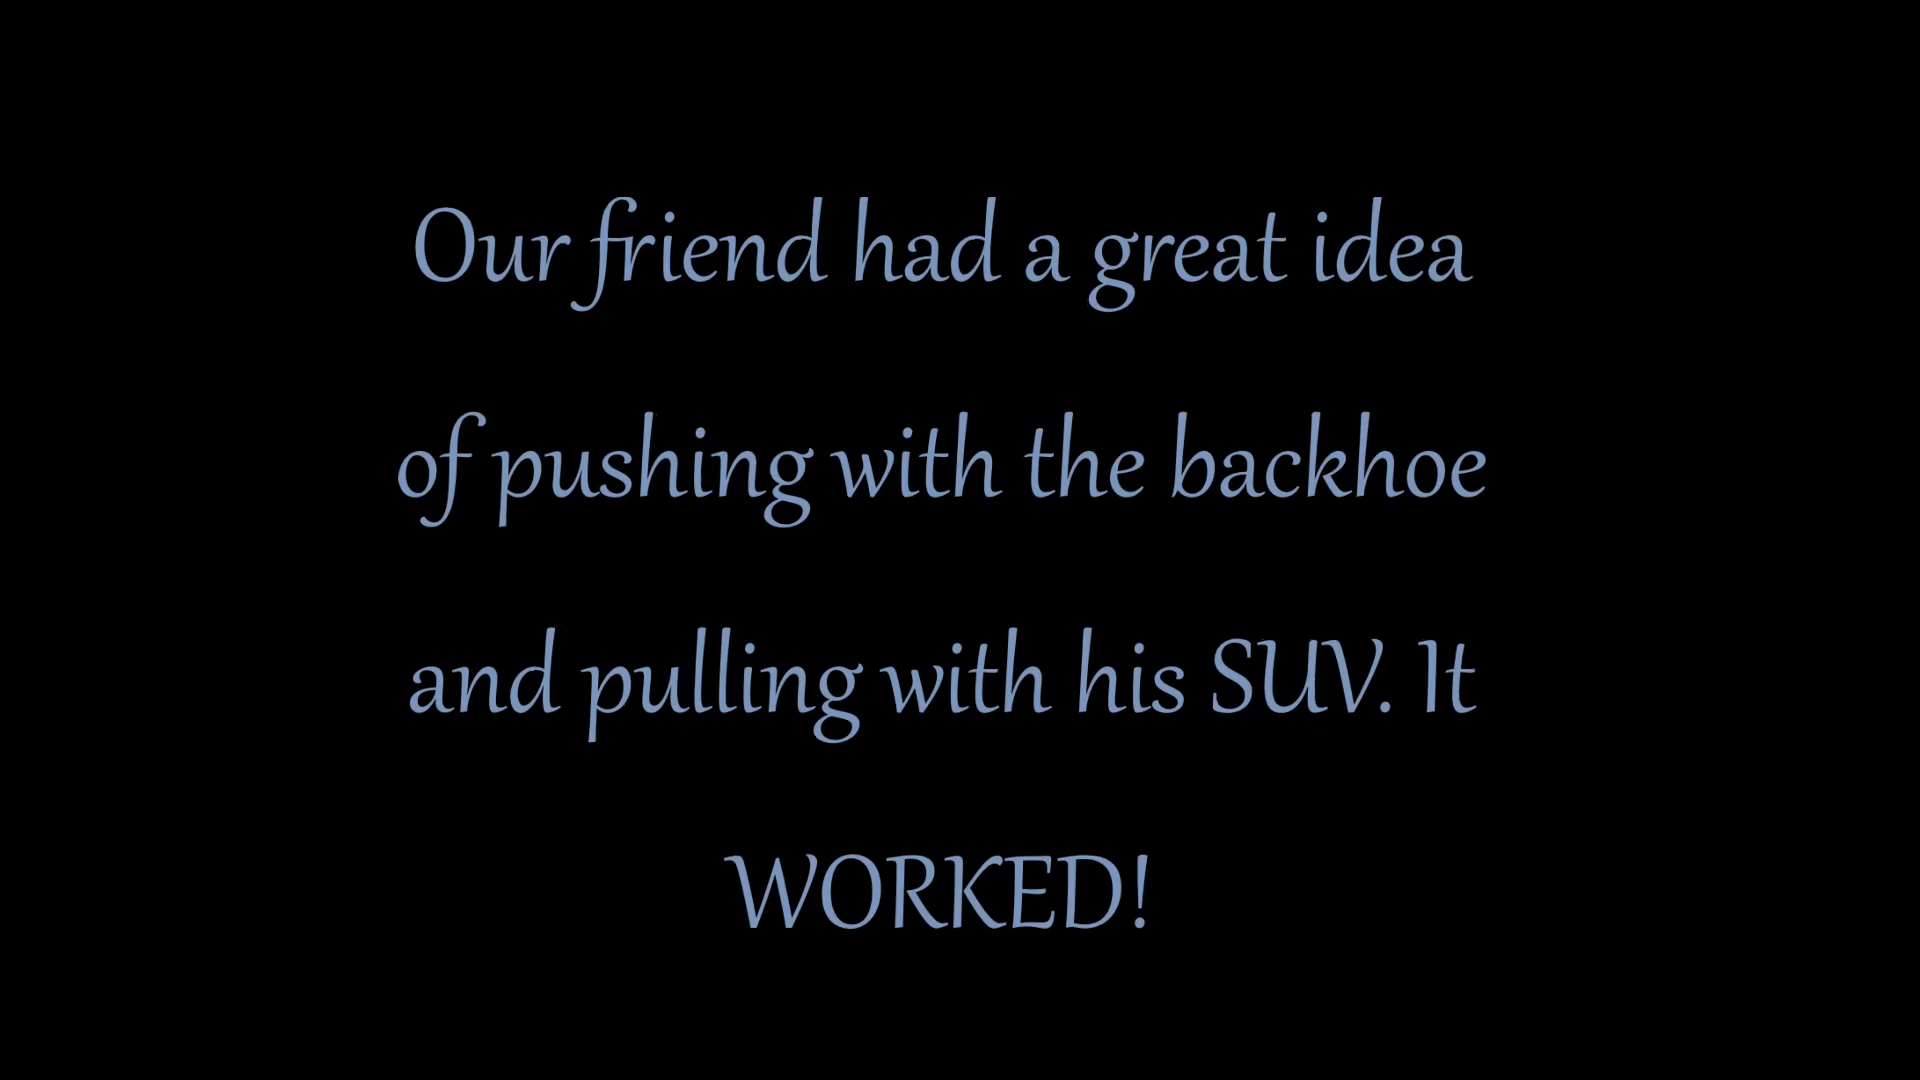 Our friend had a great idea
of pushing with the backhoe
and pulling with his SUV. It
WORKED!